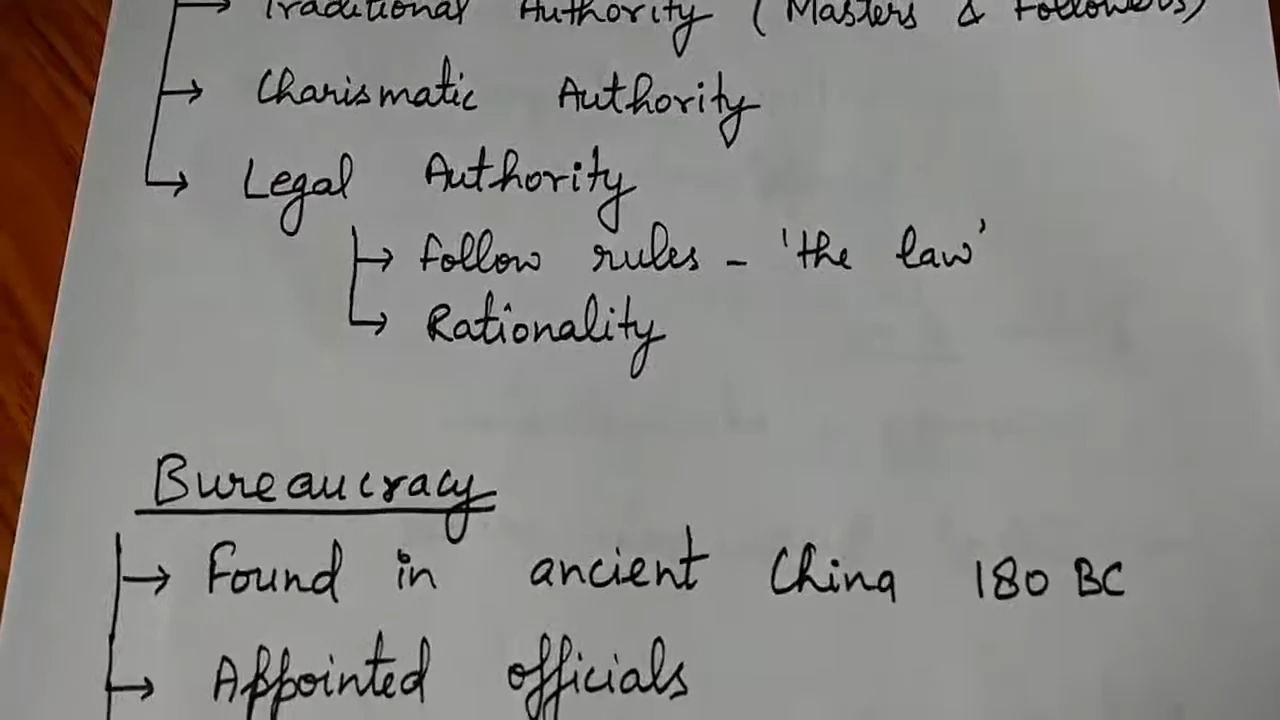 Traditional Authority (Masters & Followers)
Charismatic Authority
Legal Authority
follow rules - 'the law'
Rationality
Bureaucracy
Found in ancient China 180 BC
Appointed officials